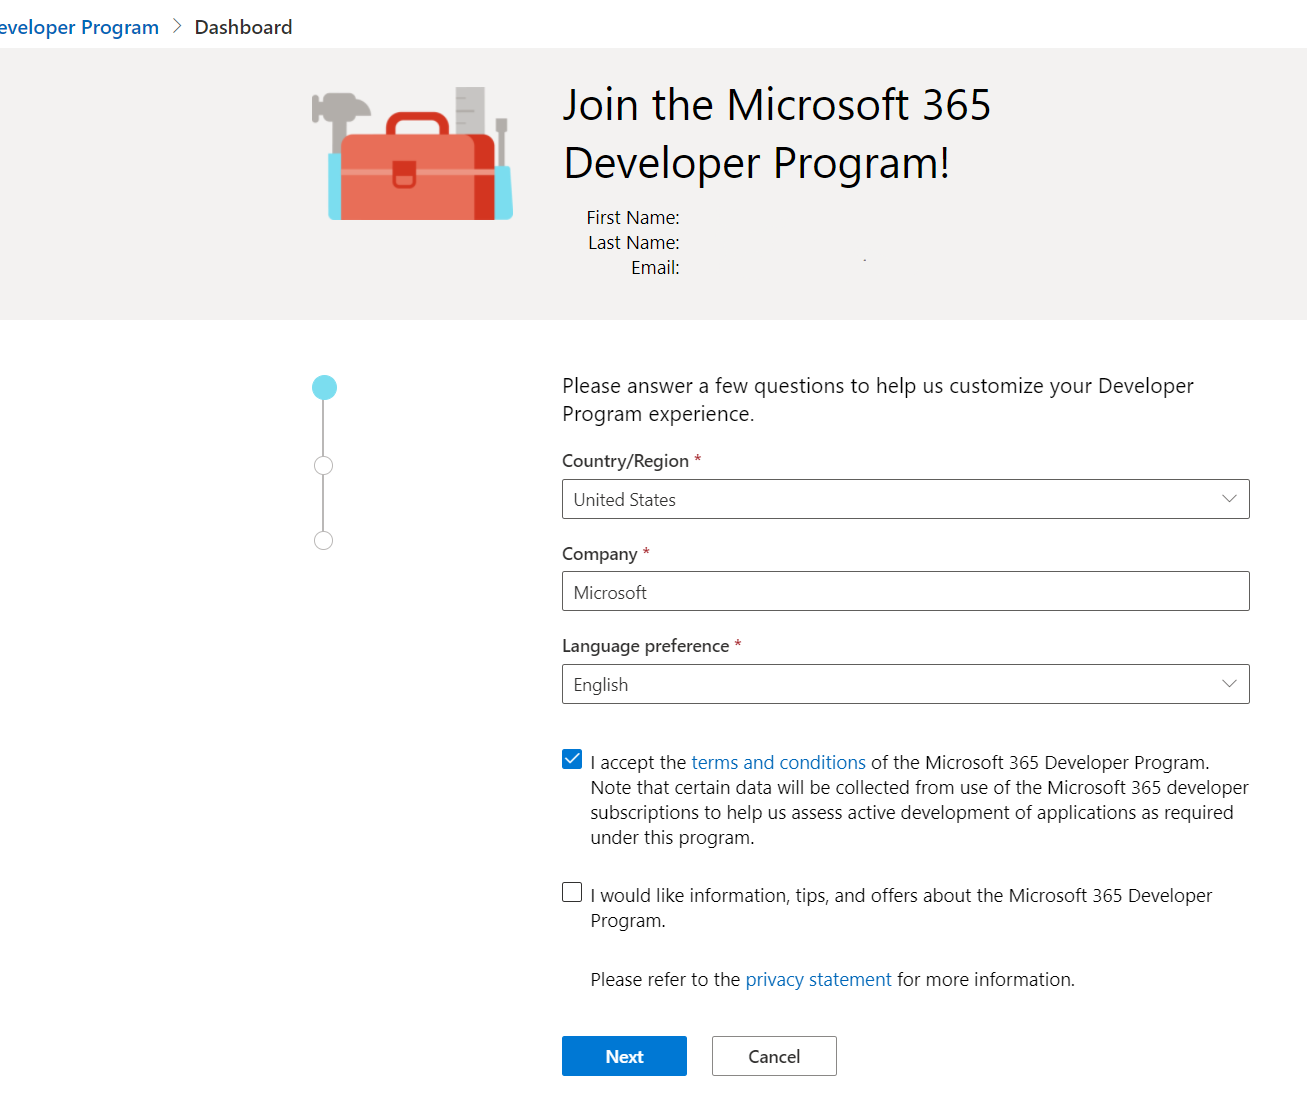 eveloper Program > Dashboard
Join the Microsoft 365
Developer Program!
First Name:
Last Name:
Email:
Please answer a few questions to help us customize your Developer
Program experience.
Country/Region *
United States
Company *
Microsoft
Language preference *
English
I accept the terms and conditions of the Microsoft 365 Developer Program.
Note that certain data will be collected from use of the Microsoft 365 developer
subscriptions to help us assess active development of applications as required
under this program.
I would like information, tips, and offers about the Microsoft 365 Developer
Program.
Please refer to the privacy statement for more information.
Next
Cancel